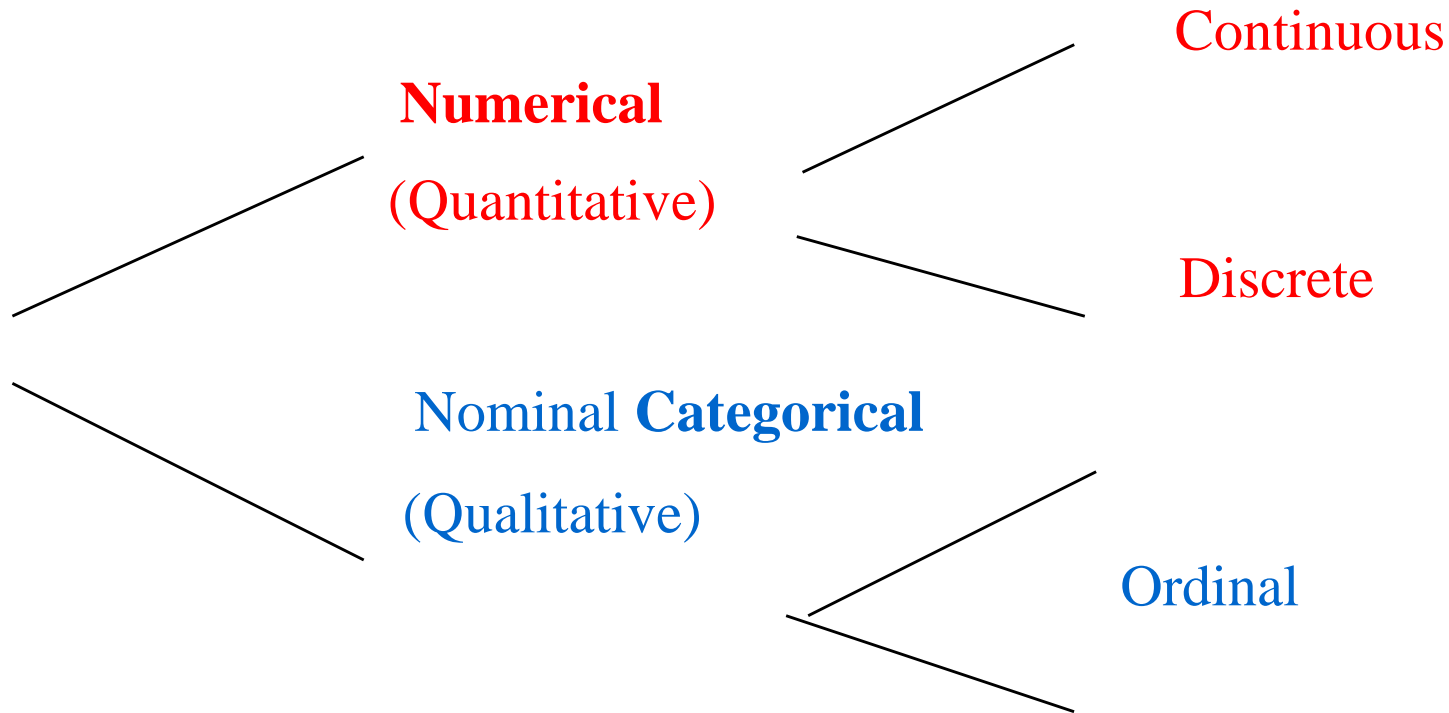 Continuous
Numerical
(Quantitative)
Discrete
Nominal Categorical
(Qualitative)
Ordinal